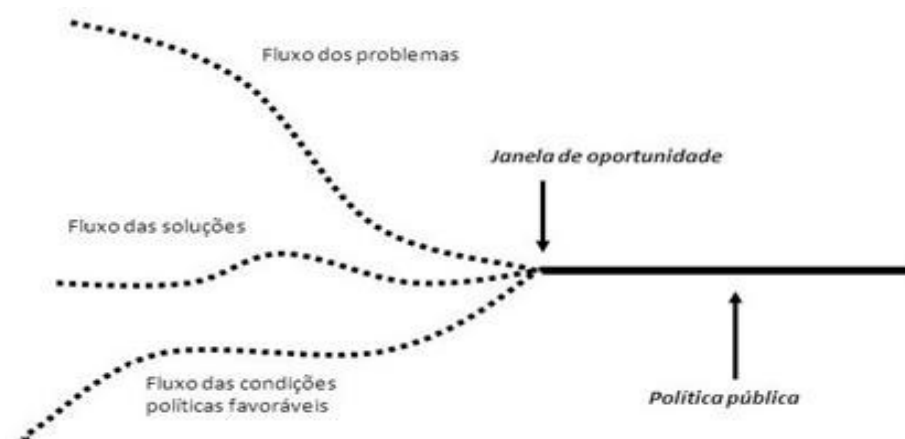 Fluxo dos problemas
Janela de oportunidade
Fluxo das soluções
Fluxo das condições
políticas favoráveis
Política pública